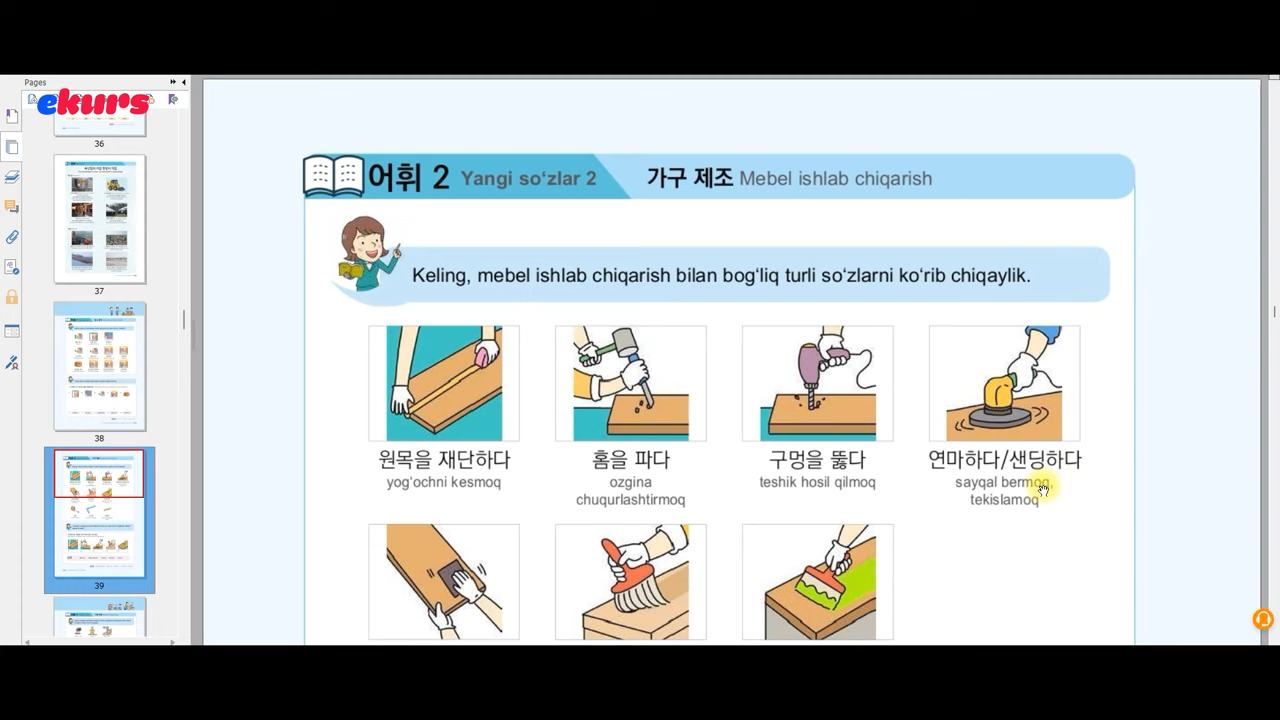 Pages
ekurs
36
37
38
39
어휘 2 Yangi so‘zlar 2 가구 제조 Mebel ishlab chiqarish
Keling, mebel ishlab chiqarish bilan bog‘liq turli so‘zlarni ko‘rib chiqaylik.
원목을 재단하다 홈을 파다 구멍을 뚫다 연마하다/샌딩하다
yog‘ochni kesmoq ozgina teshik hosil qilmoq sayqal bermoq,
chuqurlashtirmoq tekislamoq